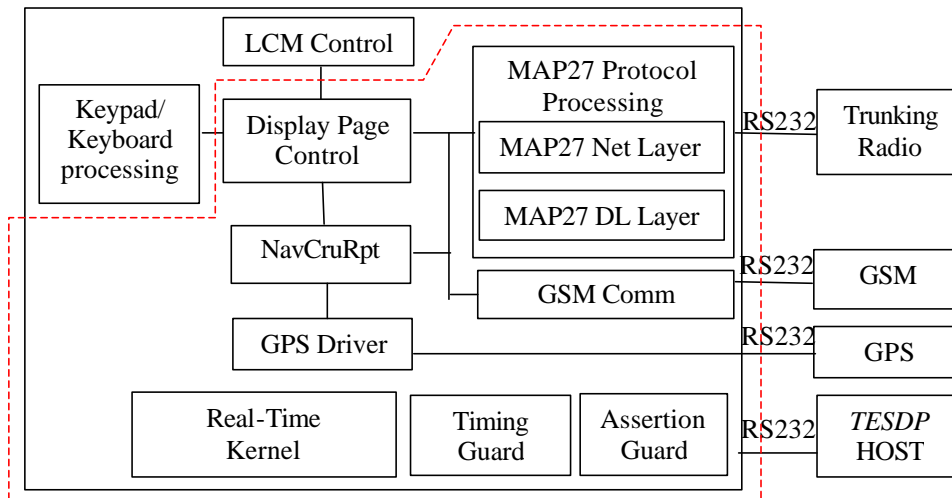 LCM Control
MAP27 Protocol
Processing
Keypad/
Keyboard
processing
Display Page
Control
RS232
Trunking
Radio
MAP27 Net Layer
MAP27 DL Layer
NavCruRpt
RS232
GSM Comm
GSM
GPS Driver
RS232
GPS
Real-Time
Kernel
Timing
Guard
Assertion
Guard
RS232
TESDP
HOST